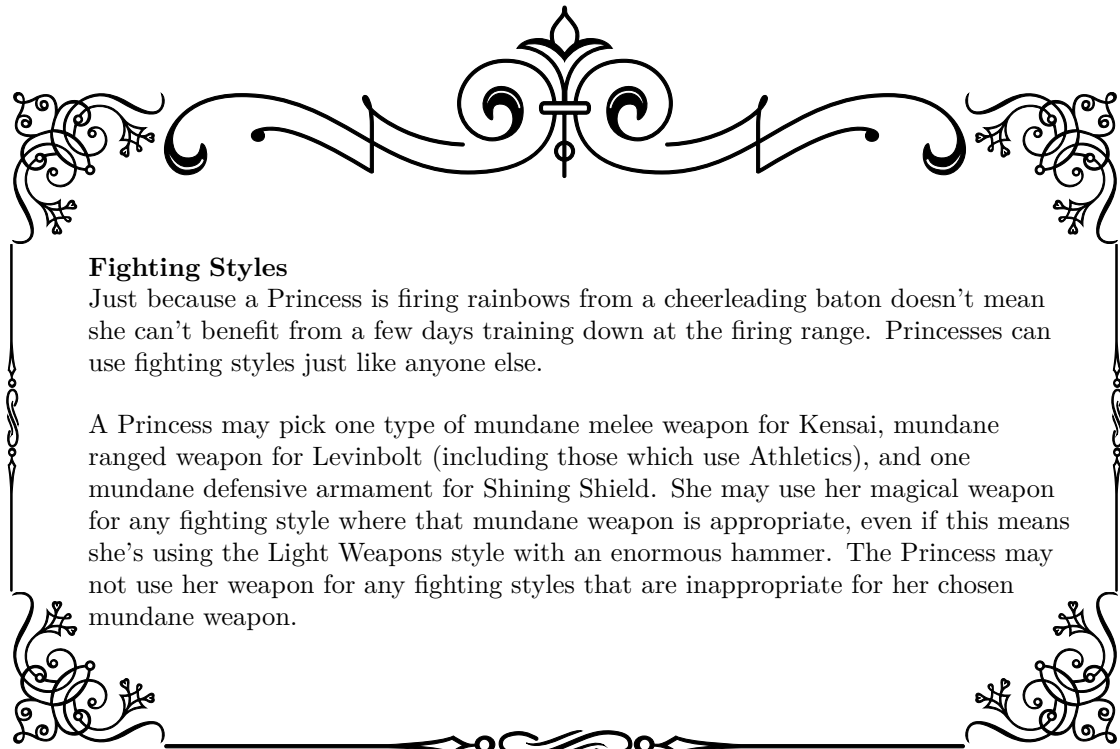 Fighting Styles
Just because a Princess is firing rainbows from a cheerleading baton doesn't mean
she can't benefit from a few days training down at the firing range. Princesses can
use fighting styles just like anyone else.
A Princess may pick one type of mundane melee weapon for Kensai, mundane
ranged weapon for Levinbolt (including those which use Athletics), and one
mundane defensive armament for Shining Shield. She may use her magical weapon
for any fighting style where that mundane weapon is appropriate, even if this means
she's using the Light Weapons style with an enormous hammer. The Princess may
not use her weapon for any fighting styles that are inappropriate for her chosen
mundane weapon.